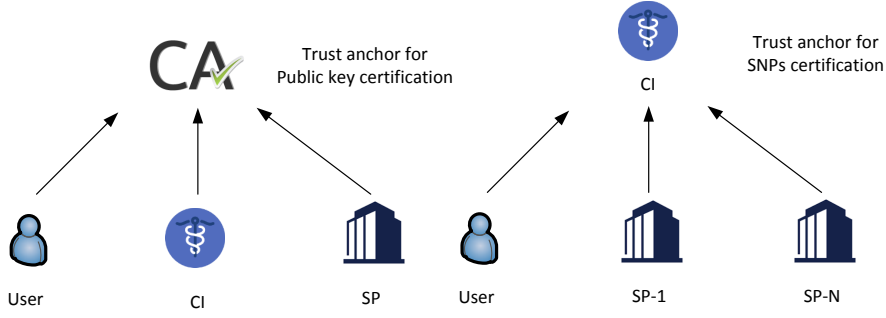 CA
Trust anchor for
Public key certification
User
CI
SP
CI
Trust anchor for
SNPs certification
User
SP-1
SP-N